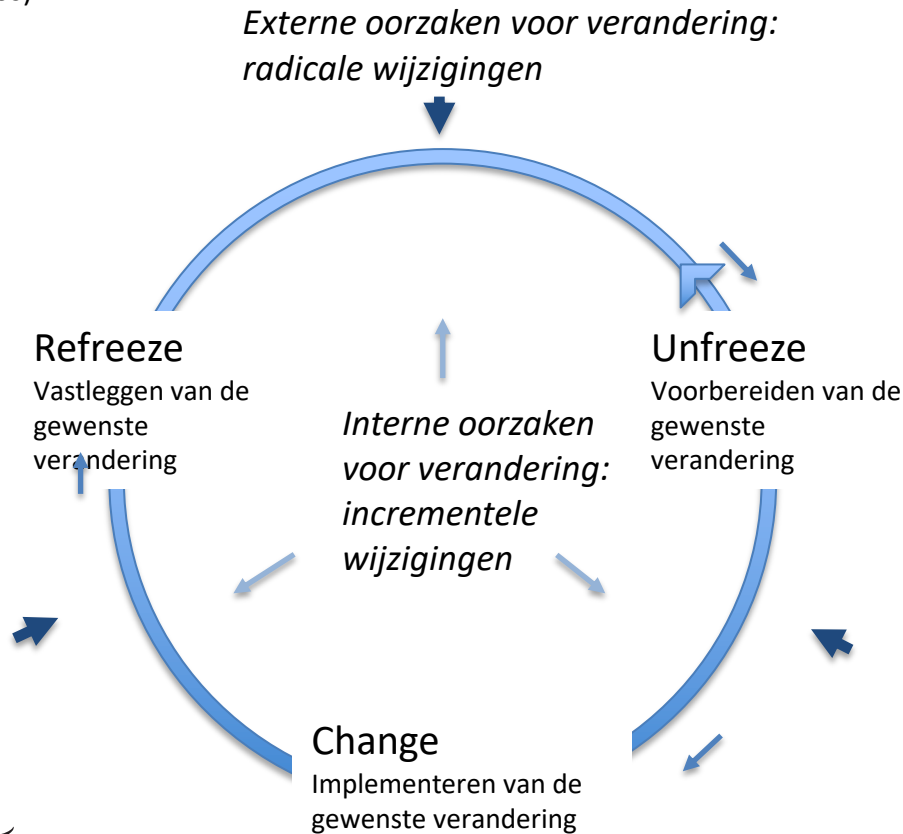 Externe oorzaken voor verandering:
radicale wijzigingen
Refreeze
Vastleggen van de
gewenste
verandering
Unfreeze
Voorbereiden van de
gewenste
verandering
Interne oorzaken
voor verandering:
incrementele
wijzigingen
Change
Implementeren van de
gewenste verandering